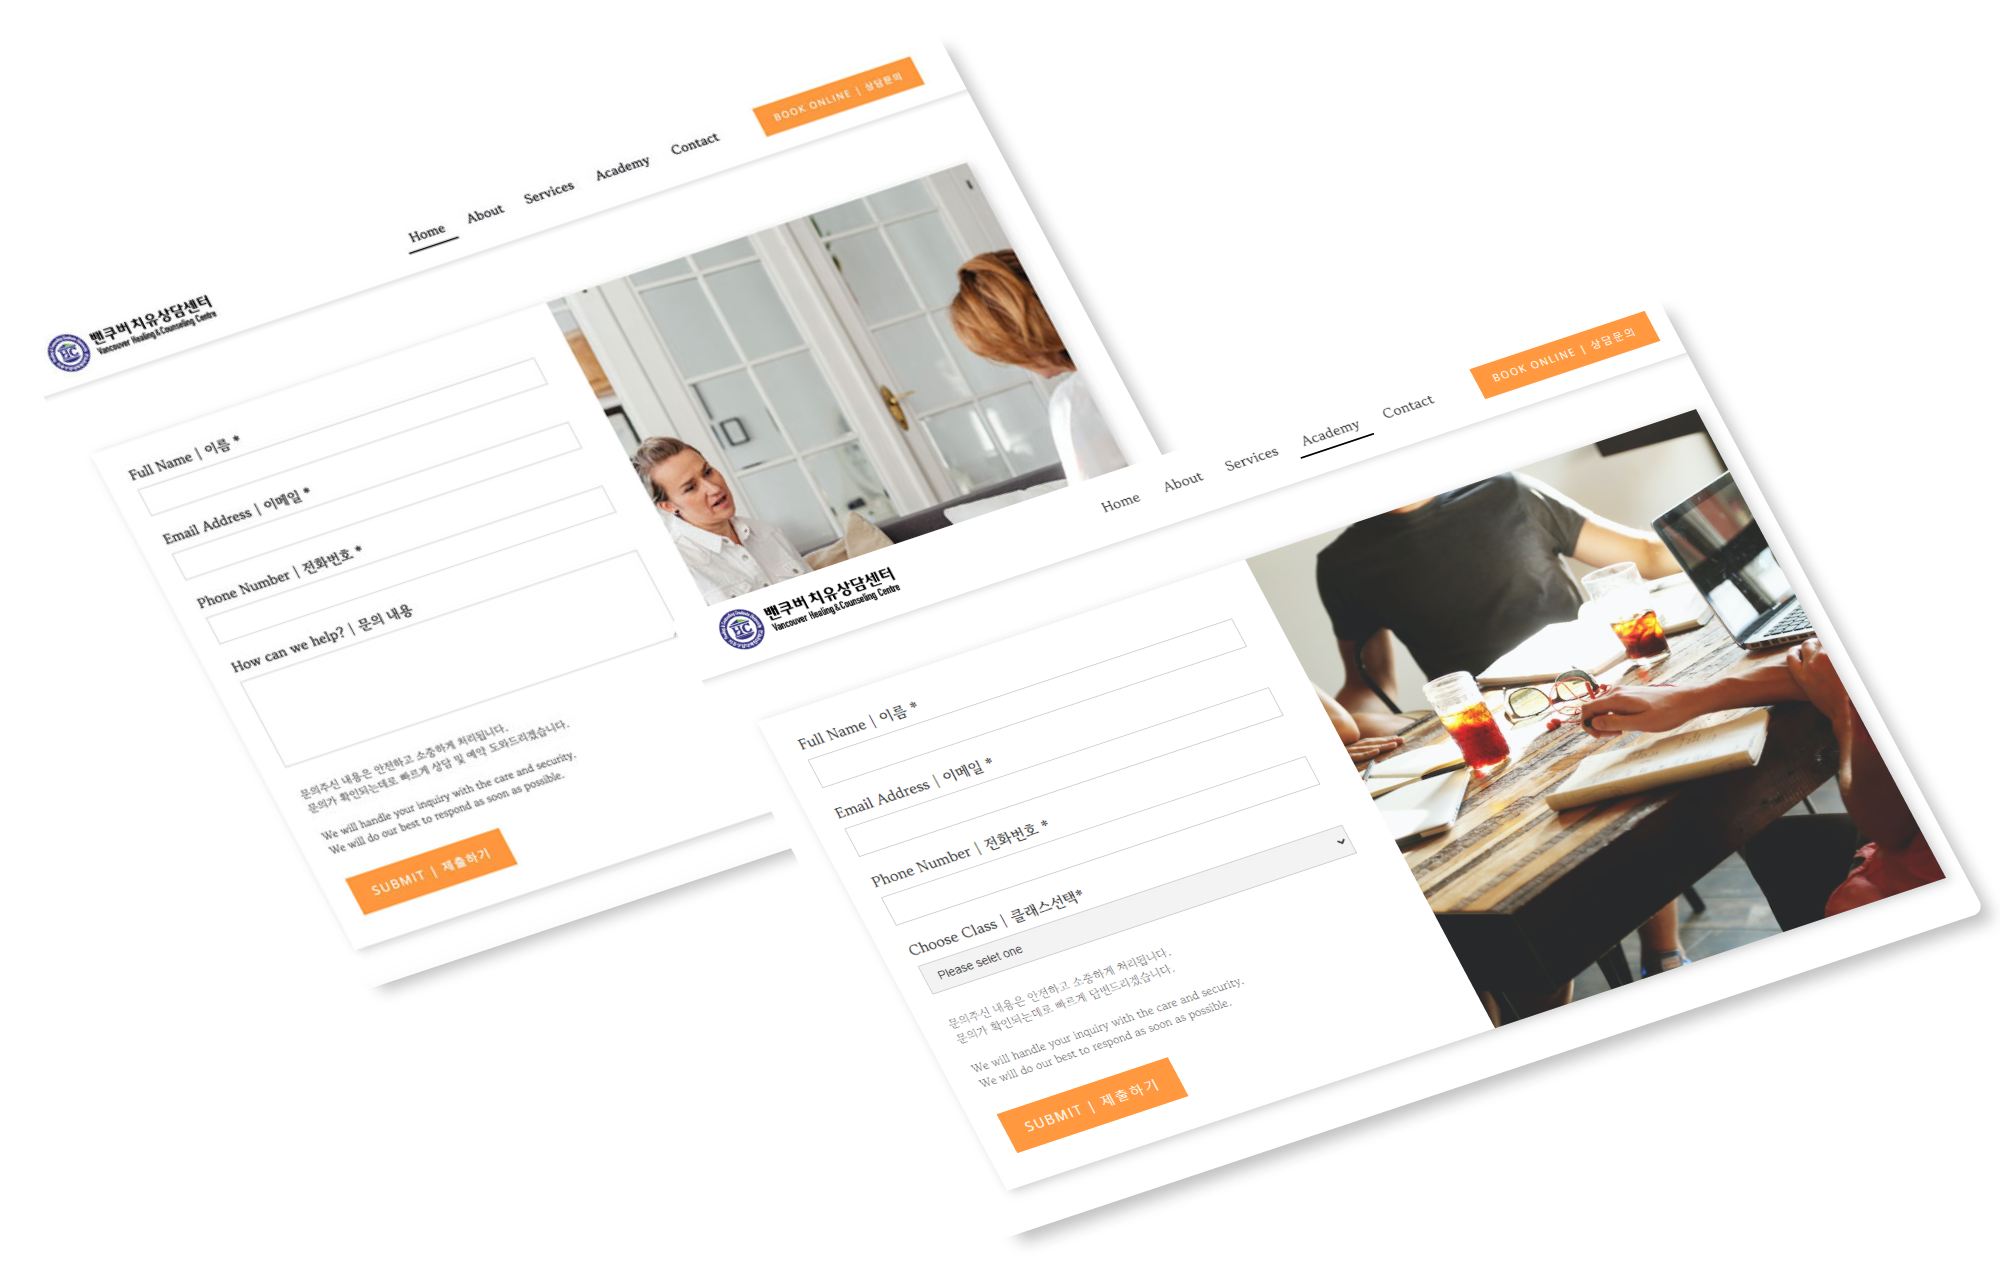 BOOK ONLINE | 상담문의
Home About Services Academy Contact
밴쿠버 치유상담센터
Vancouver Healing & Counseling Centre
Full Name | 이름 *
Email Address | 이메일 *
Phone Number | 전화번호 *
How can we help? | 문의 내용
문의주신 내용은 안전하고 소중하게 처리됩니다.
문의가 확인되는데로 빠르게 상담 및 예약 도와드리겠습니다.
We will handle your inquiry with the care and security.
We will do our best to respond as soon as possible.
SUBMIT | 제출하기
BOOK ONLINE | 상담문의
Home About Services Academy Contact
밴쿠버 치유상담센터
Vancouver Healing & Counseling Centre
Full Name | 이름 *
Email Address | 이메일 *
Phone Number | 전화번호 *
Choose Class | 클래스선택*
Please selet one
문의주신 내용은 안전하고 소중하게 처리됩니다.
문의가 확인되는데로 빠르게 답변드리겠습니다.
We will handle your inquiry with the care and security.
We will do our best to respond as soon as possible.
SUBMIT | 제출하기